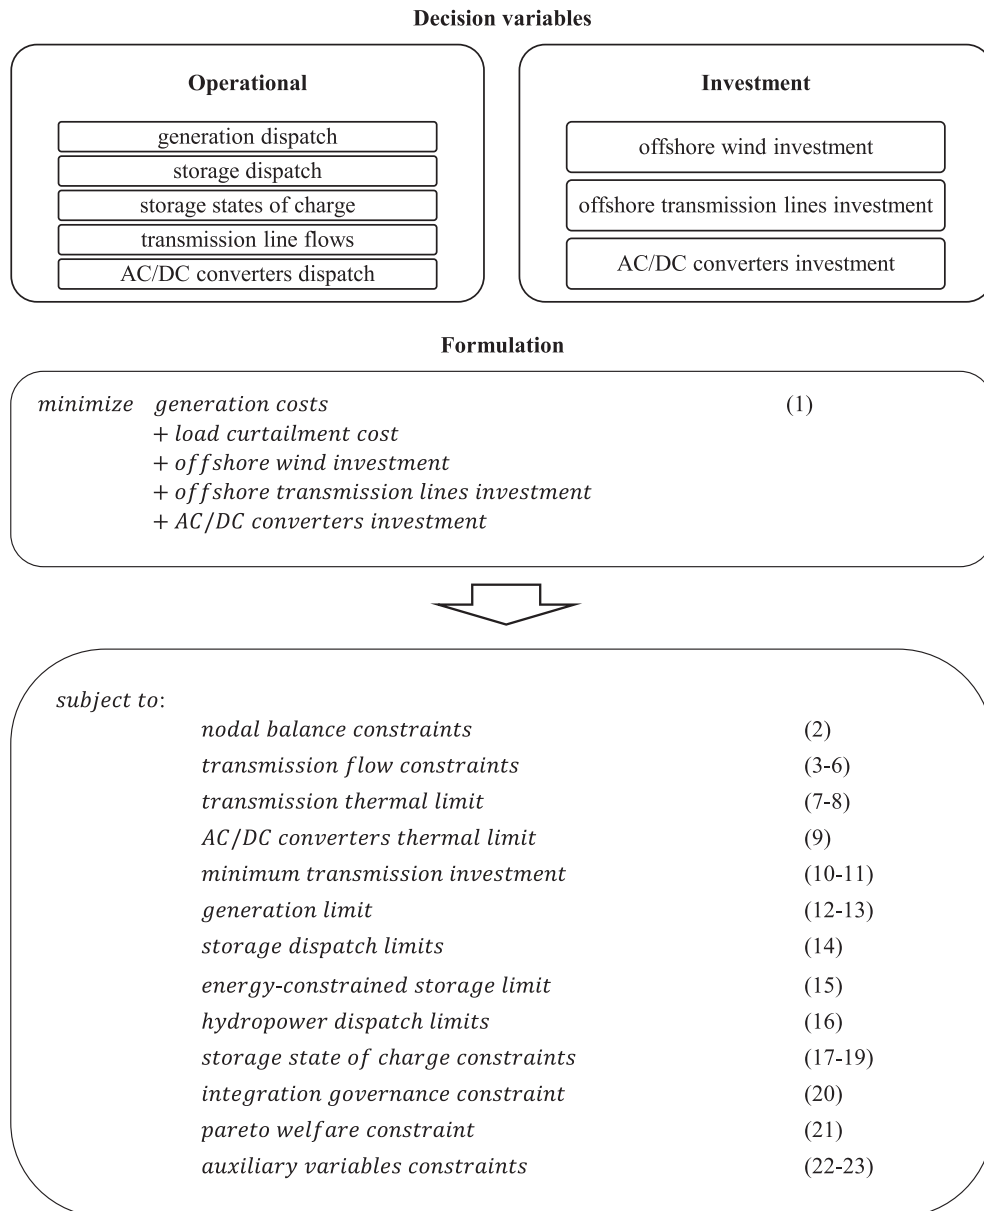 Decision variables
Operational
generation dispatch
storage dispatch
storage states of charge
transmission line flows
AC/DC converters dispatch
Investment
offshore wind investment
offshore transmission lines investment
AC/DC converters investment
Formulation
minimize generation costs (1)
+ load curtailment cost
+ offshore wind investment
+ offshore transmission lines investment
+ AC/DC converters investment
subject to:
nodal balance constraints (2)
transmission flow constraints (3-6)
transmission thermal limit (7-8)
AC/DC converters thermal limit (9)
minimum transmission investment (10-11)
generation limit (12-13)
storage dispatch limits (14)
energy-constrained storage limit (15)
hydropower dispatch limits (16)
storage state of charge constraints (17-19)
integration governance constraint (20)
pareto welfare constraint (21)
auxiliary variables constraints (22-23)